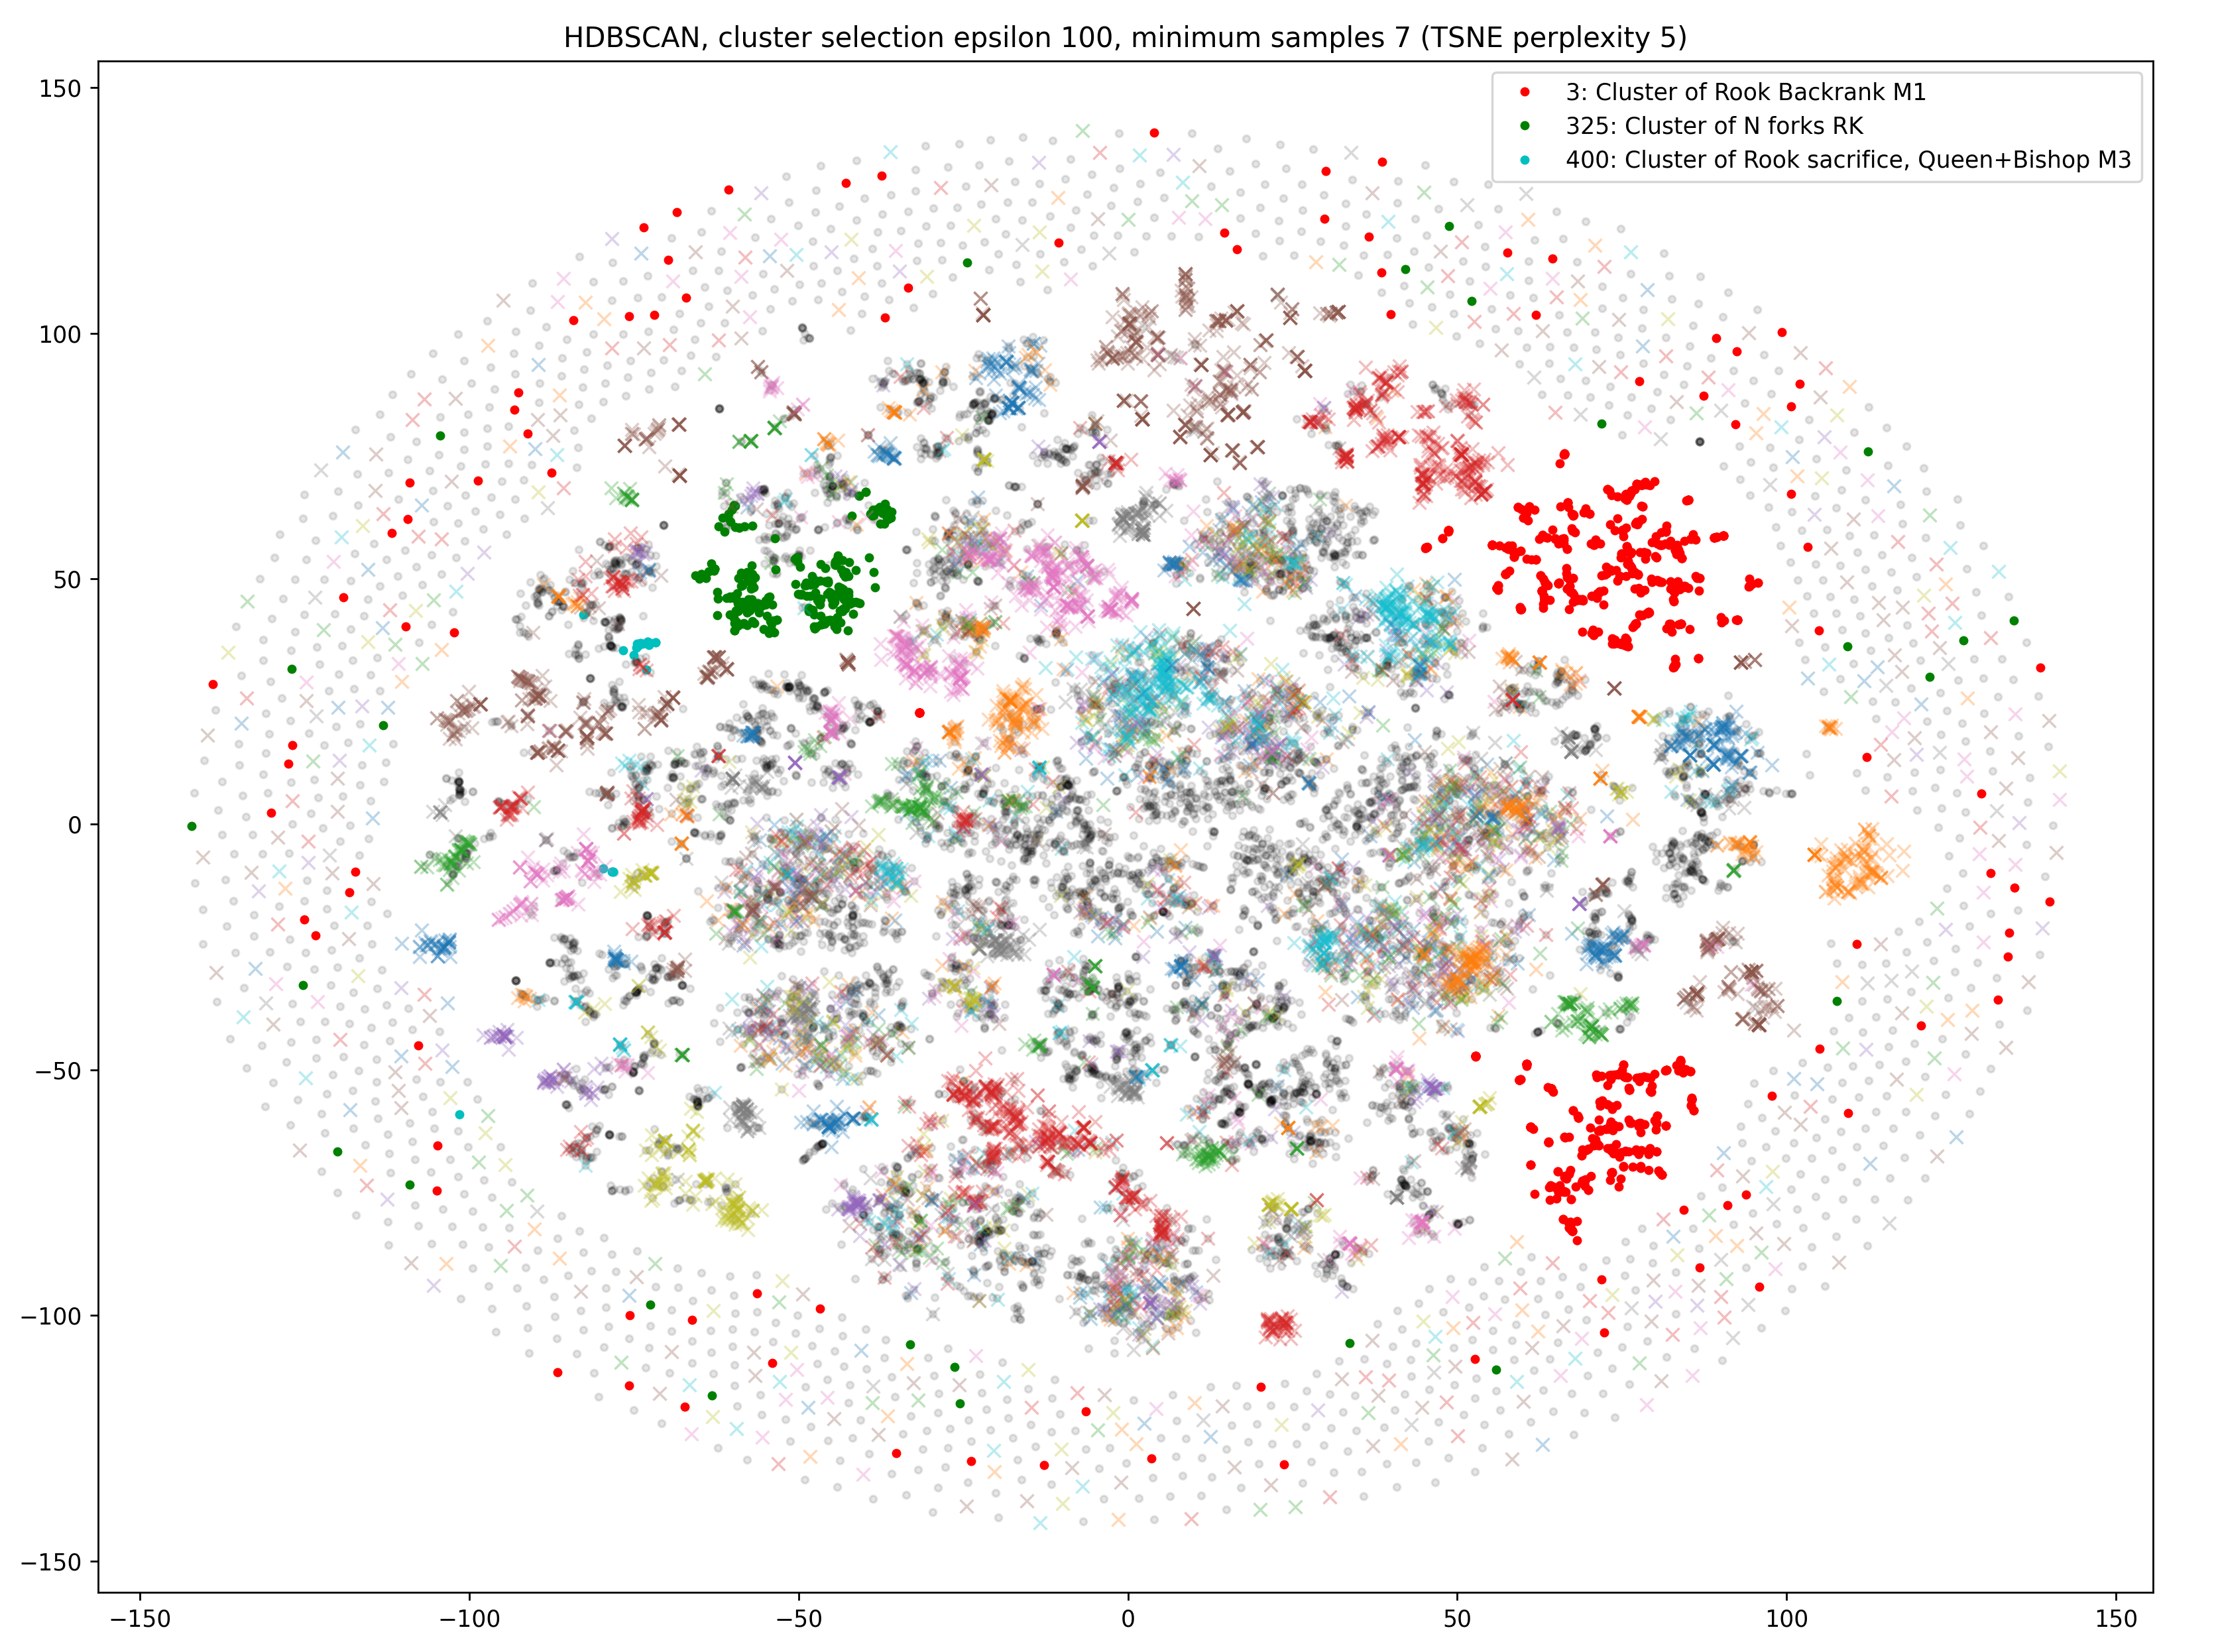 HDBSCAN, cluster selection epsilon 100, minimum samples 7 (TSNE perplexity 5)
3: Cluster of Rook Backrank M1
325: Cluster of N forks RK
400: Cluster of Rook sacrifice, Queen+Bishop M3
150
100
50
0
−50
−100
−150
−150 −100 −50 0 50 100 150